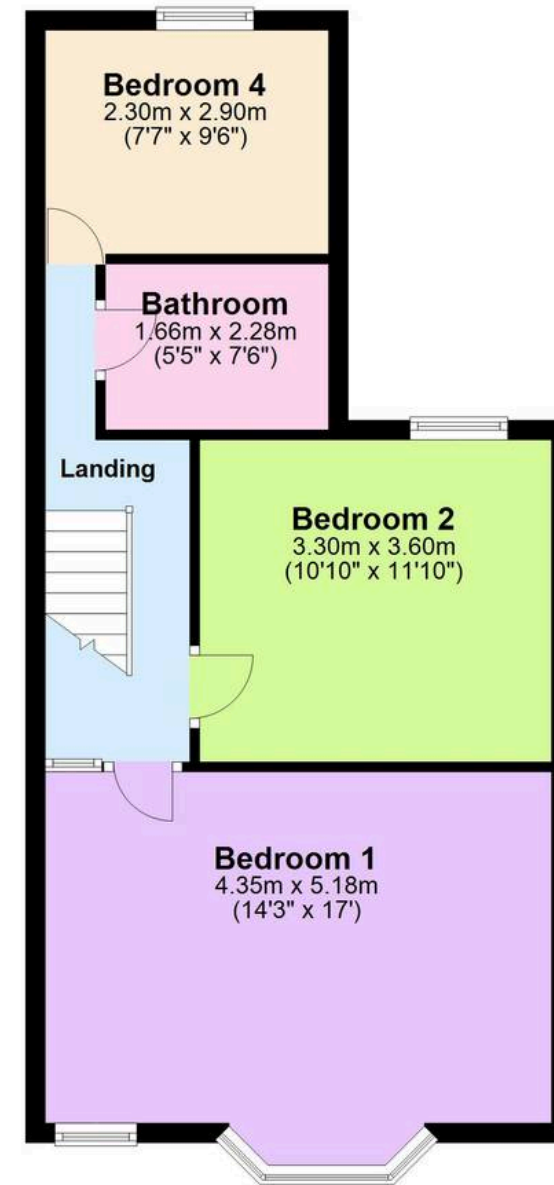 Bedroom 4
2.30m x 2.90m
(7'7" x 9'6")
Bathroom
1.66m x 2.28m
(5'5" x 7'6")
Landing
Bedroom 2
3.30m x 3.60m
(10'10" x 11'10")
Bedroom 1
4.35m x 5.18m
(14'3" x 17')